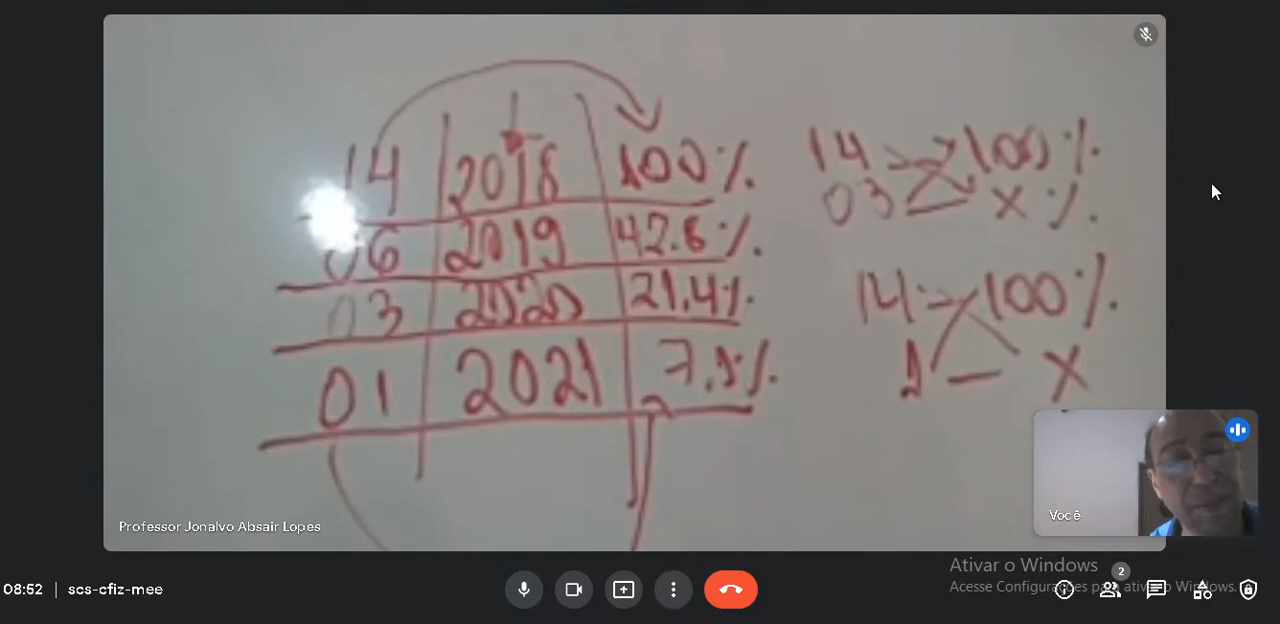 14 2018 100%
06 2019 42.6%
03 2020 21.4%
01 2021 7.1%
14 100%
03 X %
14 100%
1 X
Professor Jonalvo Absair Lopes
Você
Ativar o Windows
2
08:52 | scs-cfiz-mee